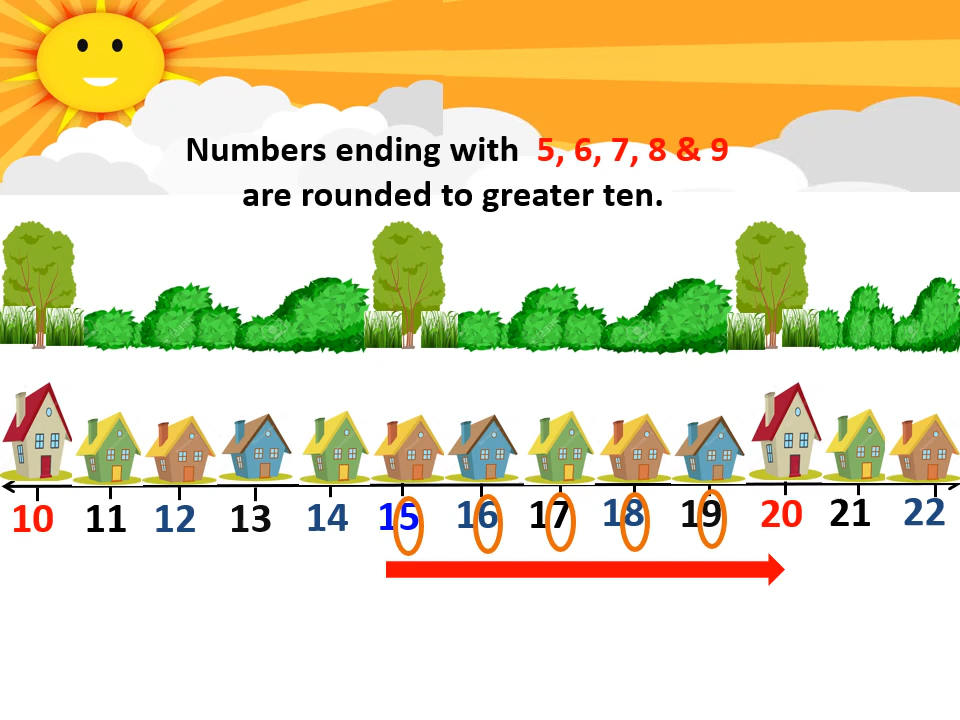 Numbers ending with 5, 6, 7, 8 & 9
are rounded to greater ten.
10 11 12 13 14 15 16 17 18 19 20 21 22